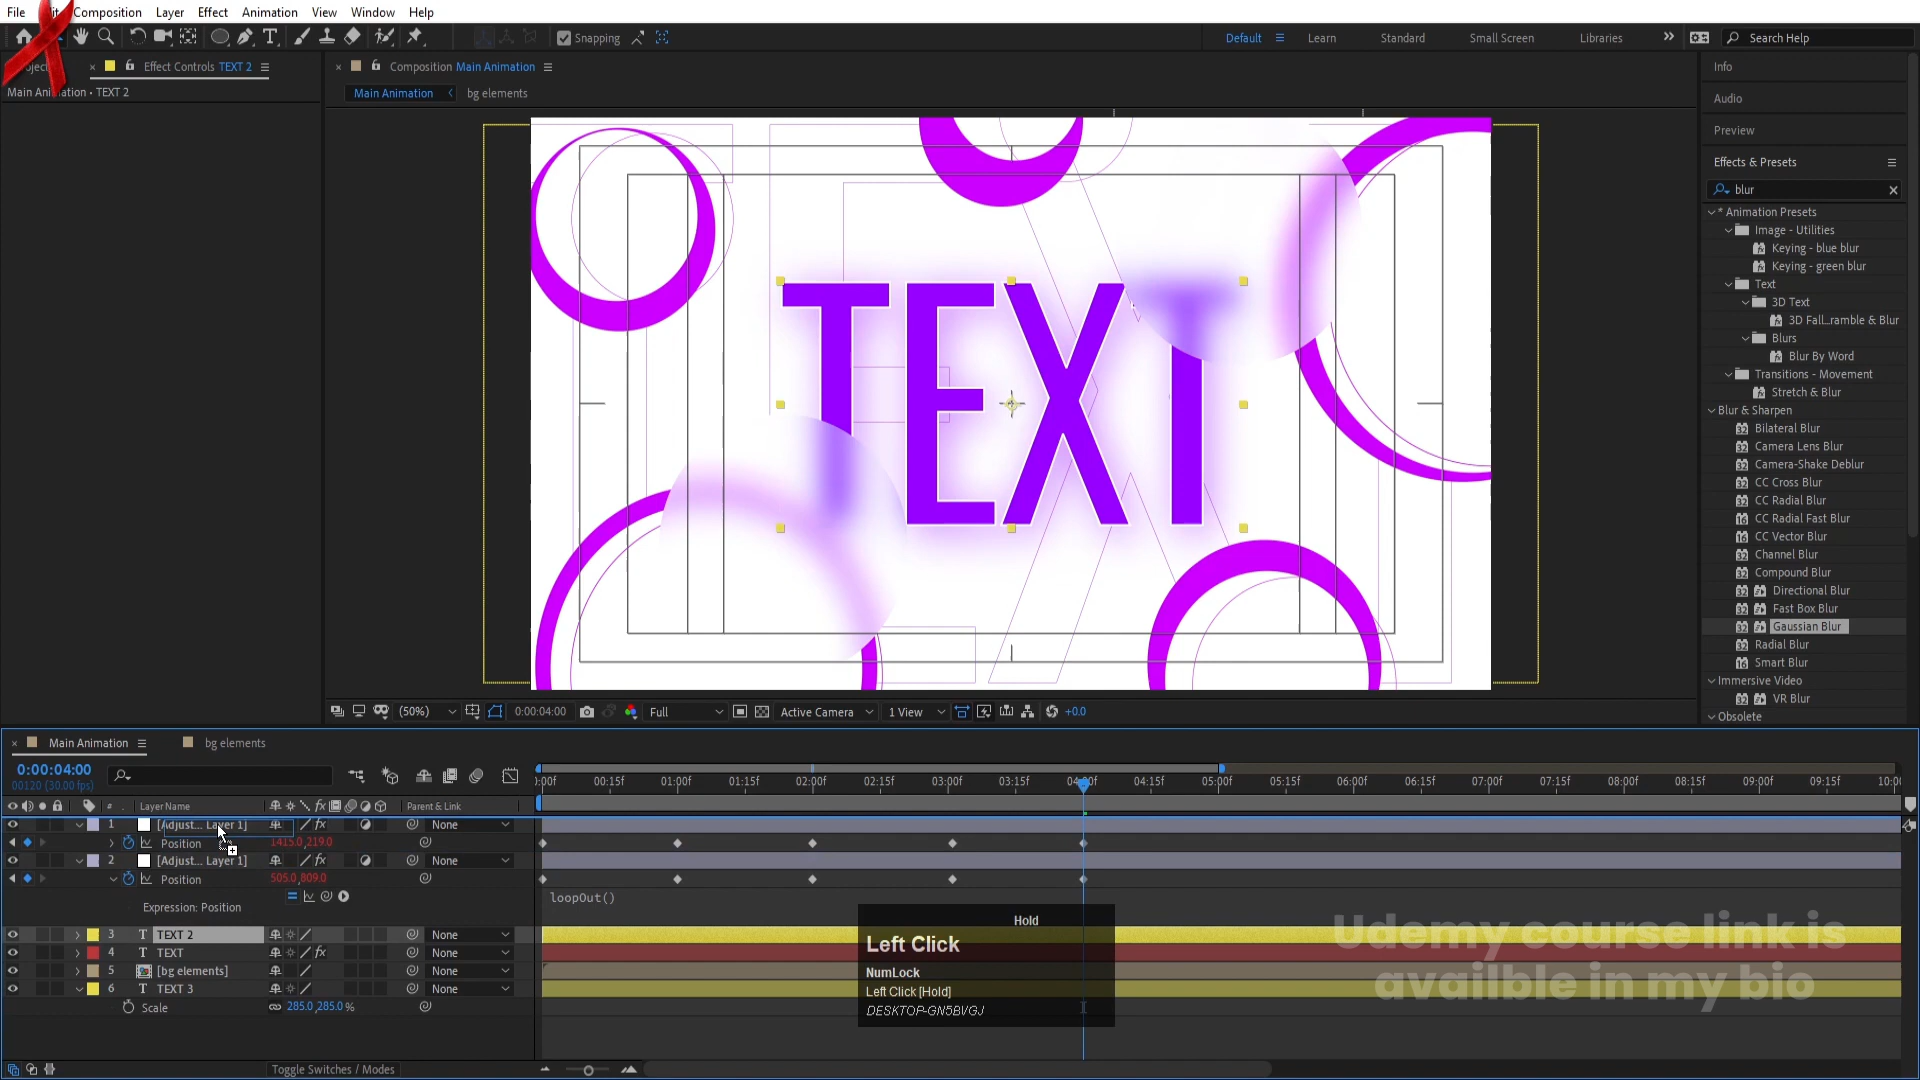 File
Composition
Layer
Effect
Animation
View
Window
Help
Snapping
Default
Learn
Standard
Small Screen
Libraries
Search Help
Effect Controls TEXT 2
Composition Main Animation
Main Animation • TEXT 2
Main Animation
bg elements
TEXT
Info
Audio
Preview
Effects & Presets
blur
* Animation Presets
Image - Utilities
Keying - blue blur
Keying - green blur
Text
3D Text
3D Fall...ramble & Blur
Blurs
Blur By Word
Transitions - Movement
Stretch & Blur
Blur & Sharpen
Bilateral Blur
Camera Lens Blur
Camera-Shake Deblur
CC Cross Blur
CC Radial Blur
CC Radial Fast Blur
CC Vector Blur
Channel Blur
Compound Blur
Directional Blur
Fast Box Blur
Gaussian Blur
Radial Blur
Smart Blur
Immersive Video
VR Blur
Obsolete
(50%)
0:00:04:00
Full
Active Camera
1 View
+0.0
Main Animation
bg elements
0:00:04:00
00120 (30.00 fps)
:00f 00:15f 01:00f 01:15f 02:00f 02:15f 03:00f 03:15f 04:00f 04:15f 05:00f 05:15f 06:00f 06:15f 07:00f 07:15f 08:00f 08:15f 09:00f 09:15f 10:0
# Layer Name Parent & Link
1 [Adjust... Layer 1] None
Position 1415.0,219.0
2 [Adjust... Layer 1] None
Position 505.0,809.0
Expression: Position
loopOut()
3 TEXT 2 None
4 TEXT None
5 [bg elements] None
6 TEXT 3 None
Scale 285.0,285.0 %
Toggle Switches / Modes
Hold
Left Click
NumLock
Left Click [Hold]
DESKTOP-GN5BVGJ
Udemy course link is
availble in my bio